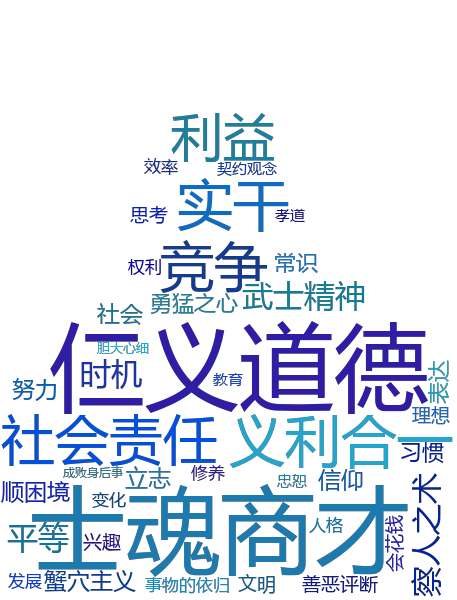 利益
效率
契约观念
实干
思考
孝道
竞争
权利
常识
武士精神
勇猛之心
社会
仁义道德
胆大心细
时机
教育
努力
表达
理想
社会责任
义利合一
习惯
成败身后事
立志
修养
忠恕
信仰
顺困境
变化
士魂商才
察人之术
人格
会花钱
平等
兴趣
发展
蟹穴主义
事物的依归
文明
善恶评断